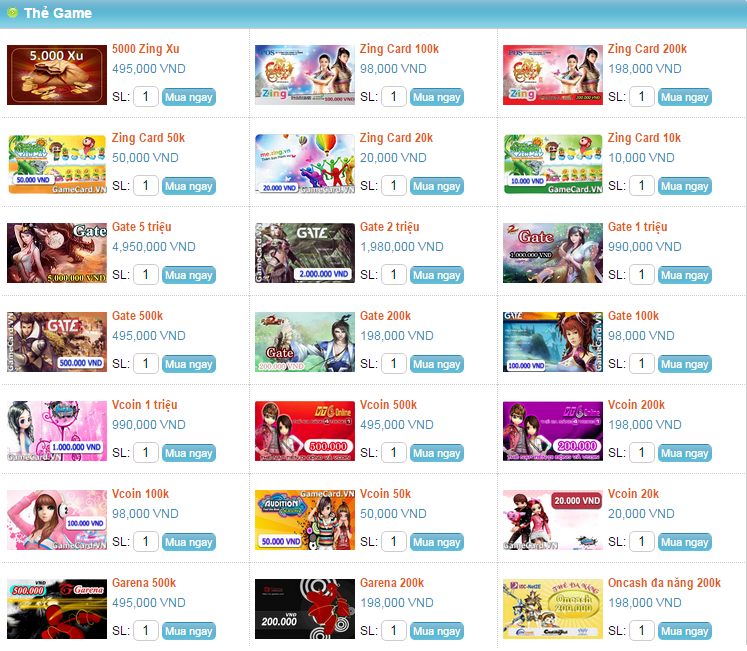 Thẻ Game
5.000 Xu
5000 Zing Xu
495,000 VND
SL: 1 Mua ngay
Zing
100.000 VND
Zing Card 100k
98,000 VND
SL: 1 Mua ngay
Zing
Zing Card 200k
198,000 VND
SL: 1 Mua ngay
50.000 VND
GameCard.VN
Zing Card 50k
50,000 VND
SL: 1 Mua ngay
me.zing.vn
20.000 VND
GameCard.VN
Zing Card 20k
20,000 VND
SL: 1 Mua ngay
10.000 VND
GameCard.VN
Zing Card 10k
10,000 VND
SL: 1 Mua ngay
Gate
5,000,000 VND
Gate 5 triệu
4,950,000 VND
SL: 1 Mua ngay
GATE
GameCard.VN
2.000.000 VND
Gate 2 triệu
1,980,000 VND
SL: 1 Mua ngay
Gate
1.000.000 VND
Gate 1 triệu
990,000 VND
SL: 1 Mua ngay
GATE
GameCard.VN
500.000 VND
Gate 500k
495,000 VND
SL: 1 Mua ngay
Gate
200.000 VND
Gate 200k
198,000 VND
SL: 1 Mua ngay
GATE
GameCard.VN
100.000 VND
Gate 100k
98,000 VND
SL: 1 Mua ngay
1.000.000 VND
GameCard.VN
Vcoin 1 triệu
990,000 VND
SL: 1 Mua ngay
Online
500.000
Vcoin 500k
495,000 VND
SL: 1 Mua ngay
Online
200.000
Vcoin 200k
198,000 VND
SL: 1 Mua ngay
100.000 VND
GameCard.VN
Vcoin 100k
98,000 VND
SL: 1 Mua ngay
GameCard.VN
AUDITION
50.000 VND
Vcoin 50k
50,000 VND
SL: 1 Mua ngay
20.000 VND
GameCard.VN
Vcoin 20k
20,000 VND
SL: 1 Mua ngay
VND
500.000
Garena
Garena 500k
495,000 VND
SL: 1 Mua ngay
VND
200.000
Garena 200k
198,000 VND
SL: 1 Mua ngay
THẺ ĐA NĂNG
Oncash
200.000
Oncash đa năng 200k
198,000 VND
SL: 1 Mua ngay